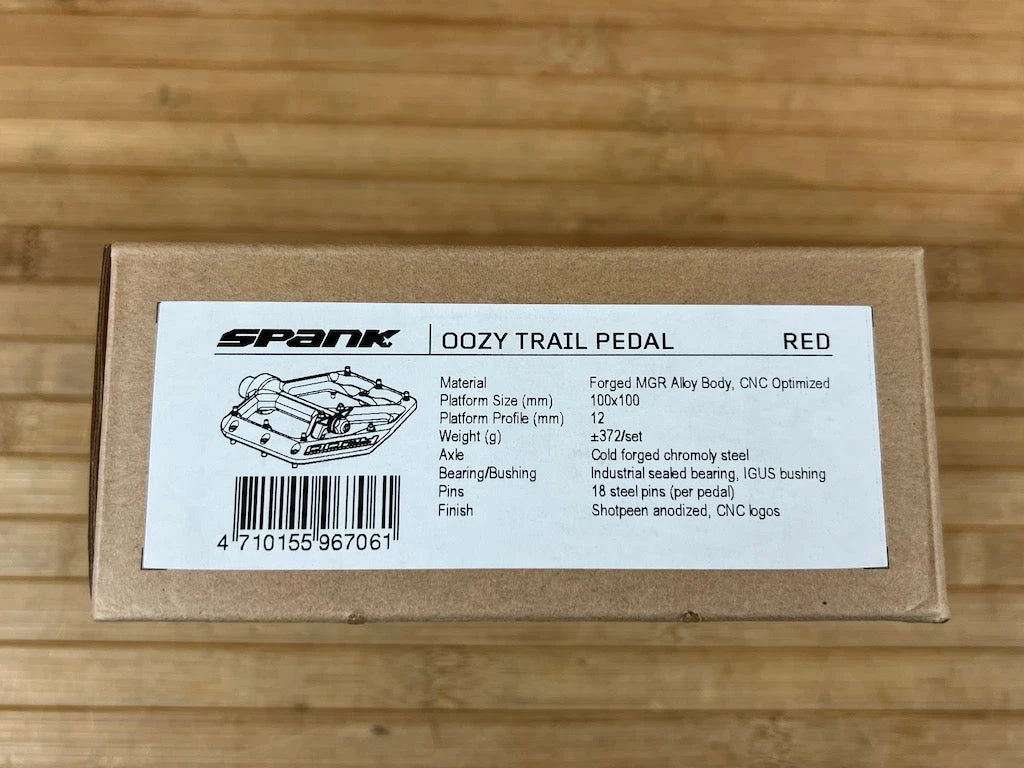 SPANK OOZY TRAIL PEDAL RED
Material Forged MGR Alloy Body, CNC Optimized
Platform Size (mm) 100x100
Platform Profile (mm) 12
Weight (g) ±372/set
Axle Cold forged chromoly steel
Bearing/Bushing Industrial sealed bearing, IGUS bushing
Pins 18 steel pins (per pedal)
Finish Shotpeen anodized, CNC logos
SPANK
4 710155 967061